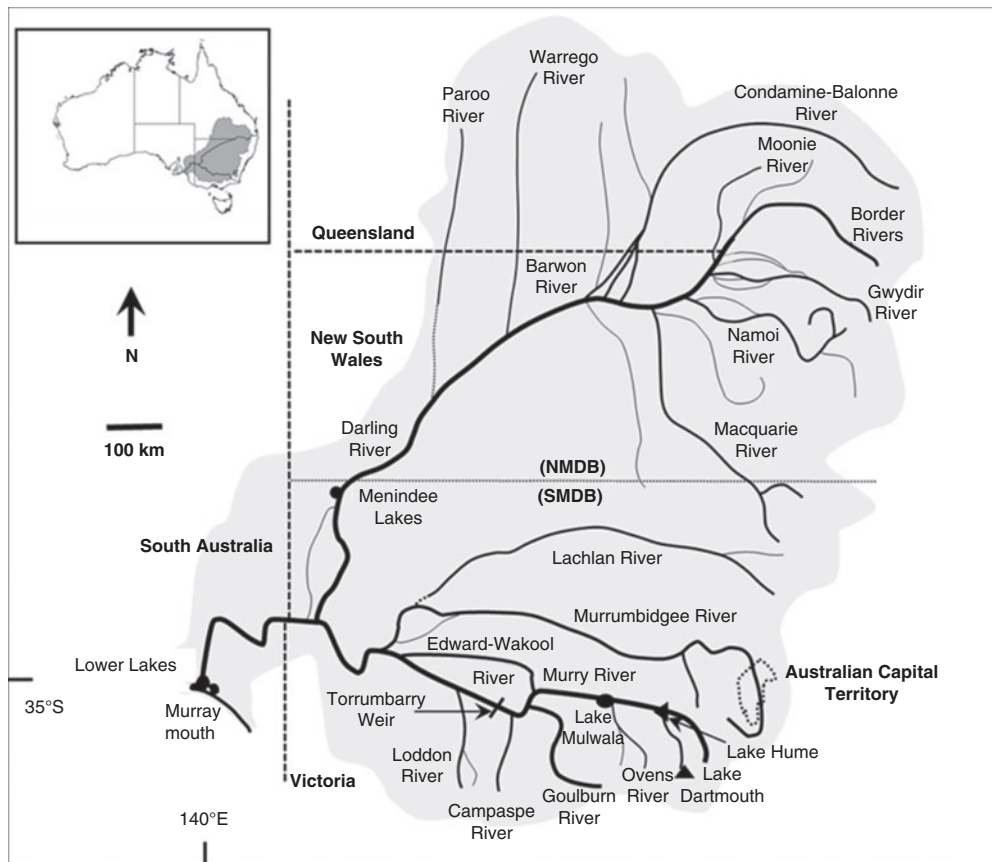 Warrego
River
Paroo
River
Condamine-Balonne
River
Moonie
River
Border
Rivers
Queensland
Barwon
River
Gwydir
River
N
New South
Wales
Namoi
River
100 km
Darling
River
Macquarie
River
(NMDB)
(SMDB)
Menindee
Lakes
South Australia
Lachlan River
Murrumbidgee River
Edward-Wakool
River
Murry River
Australian Capital
Territory
Lower Lakes
35°S
Murray
mouth
Torrumbarry
Weir
Lake
Mulwala
Lake Hume
Loddon
River
Victoria
Campaspe
River
Goulburn
River
Ovens
River
Lake
Dartmouth
140°E